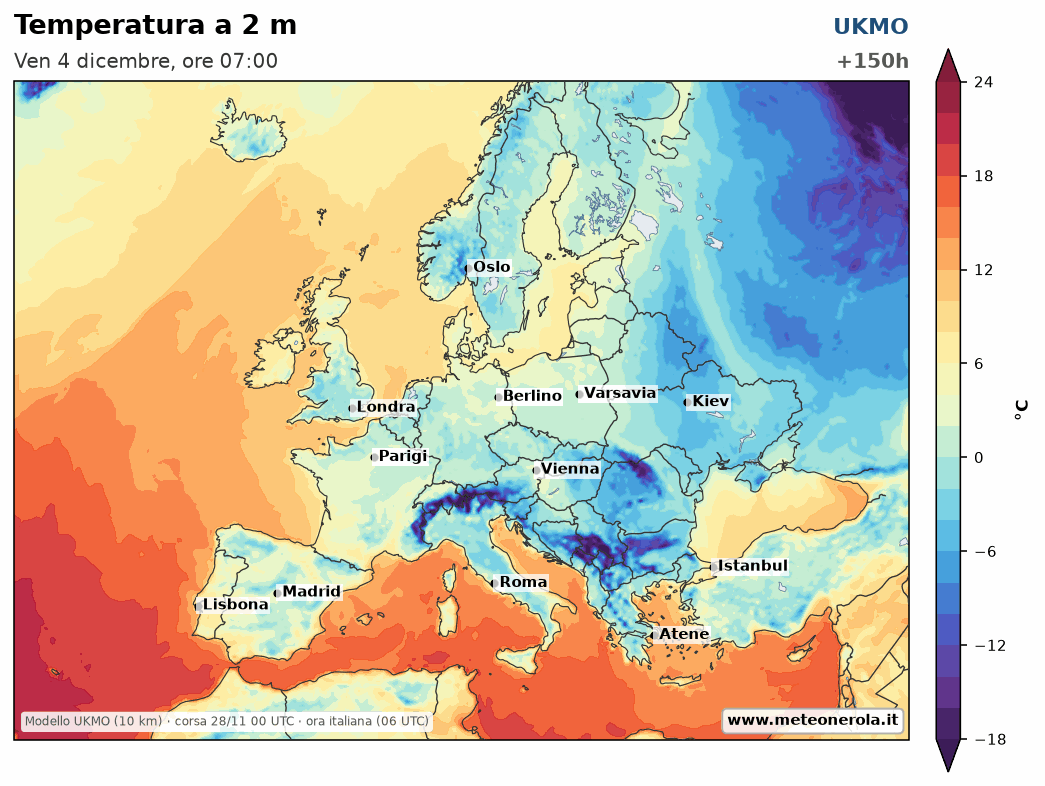 Temperatura a 2 m
UKMO
Ven 4 dicembre, ore 07:00
+150h
24
18
12
6
0
−6
−12
−18
°C
Oslo
Londra
Berlino
Varsavia
Kiev
Parigi
Vienna
Istanbul
Roma
Madrid
Lisbona
Atene
Modello UKMO (10 km) · corsa 28/11 00 UTC · ora italiana (06 UTC)
www.meteonerola.it